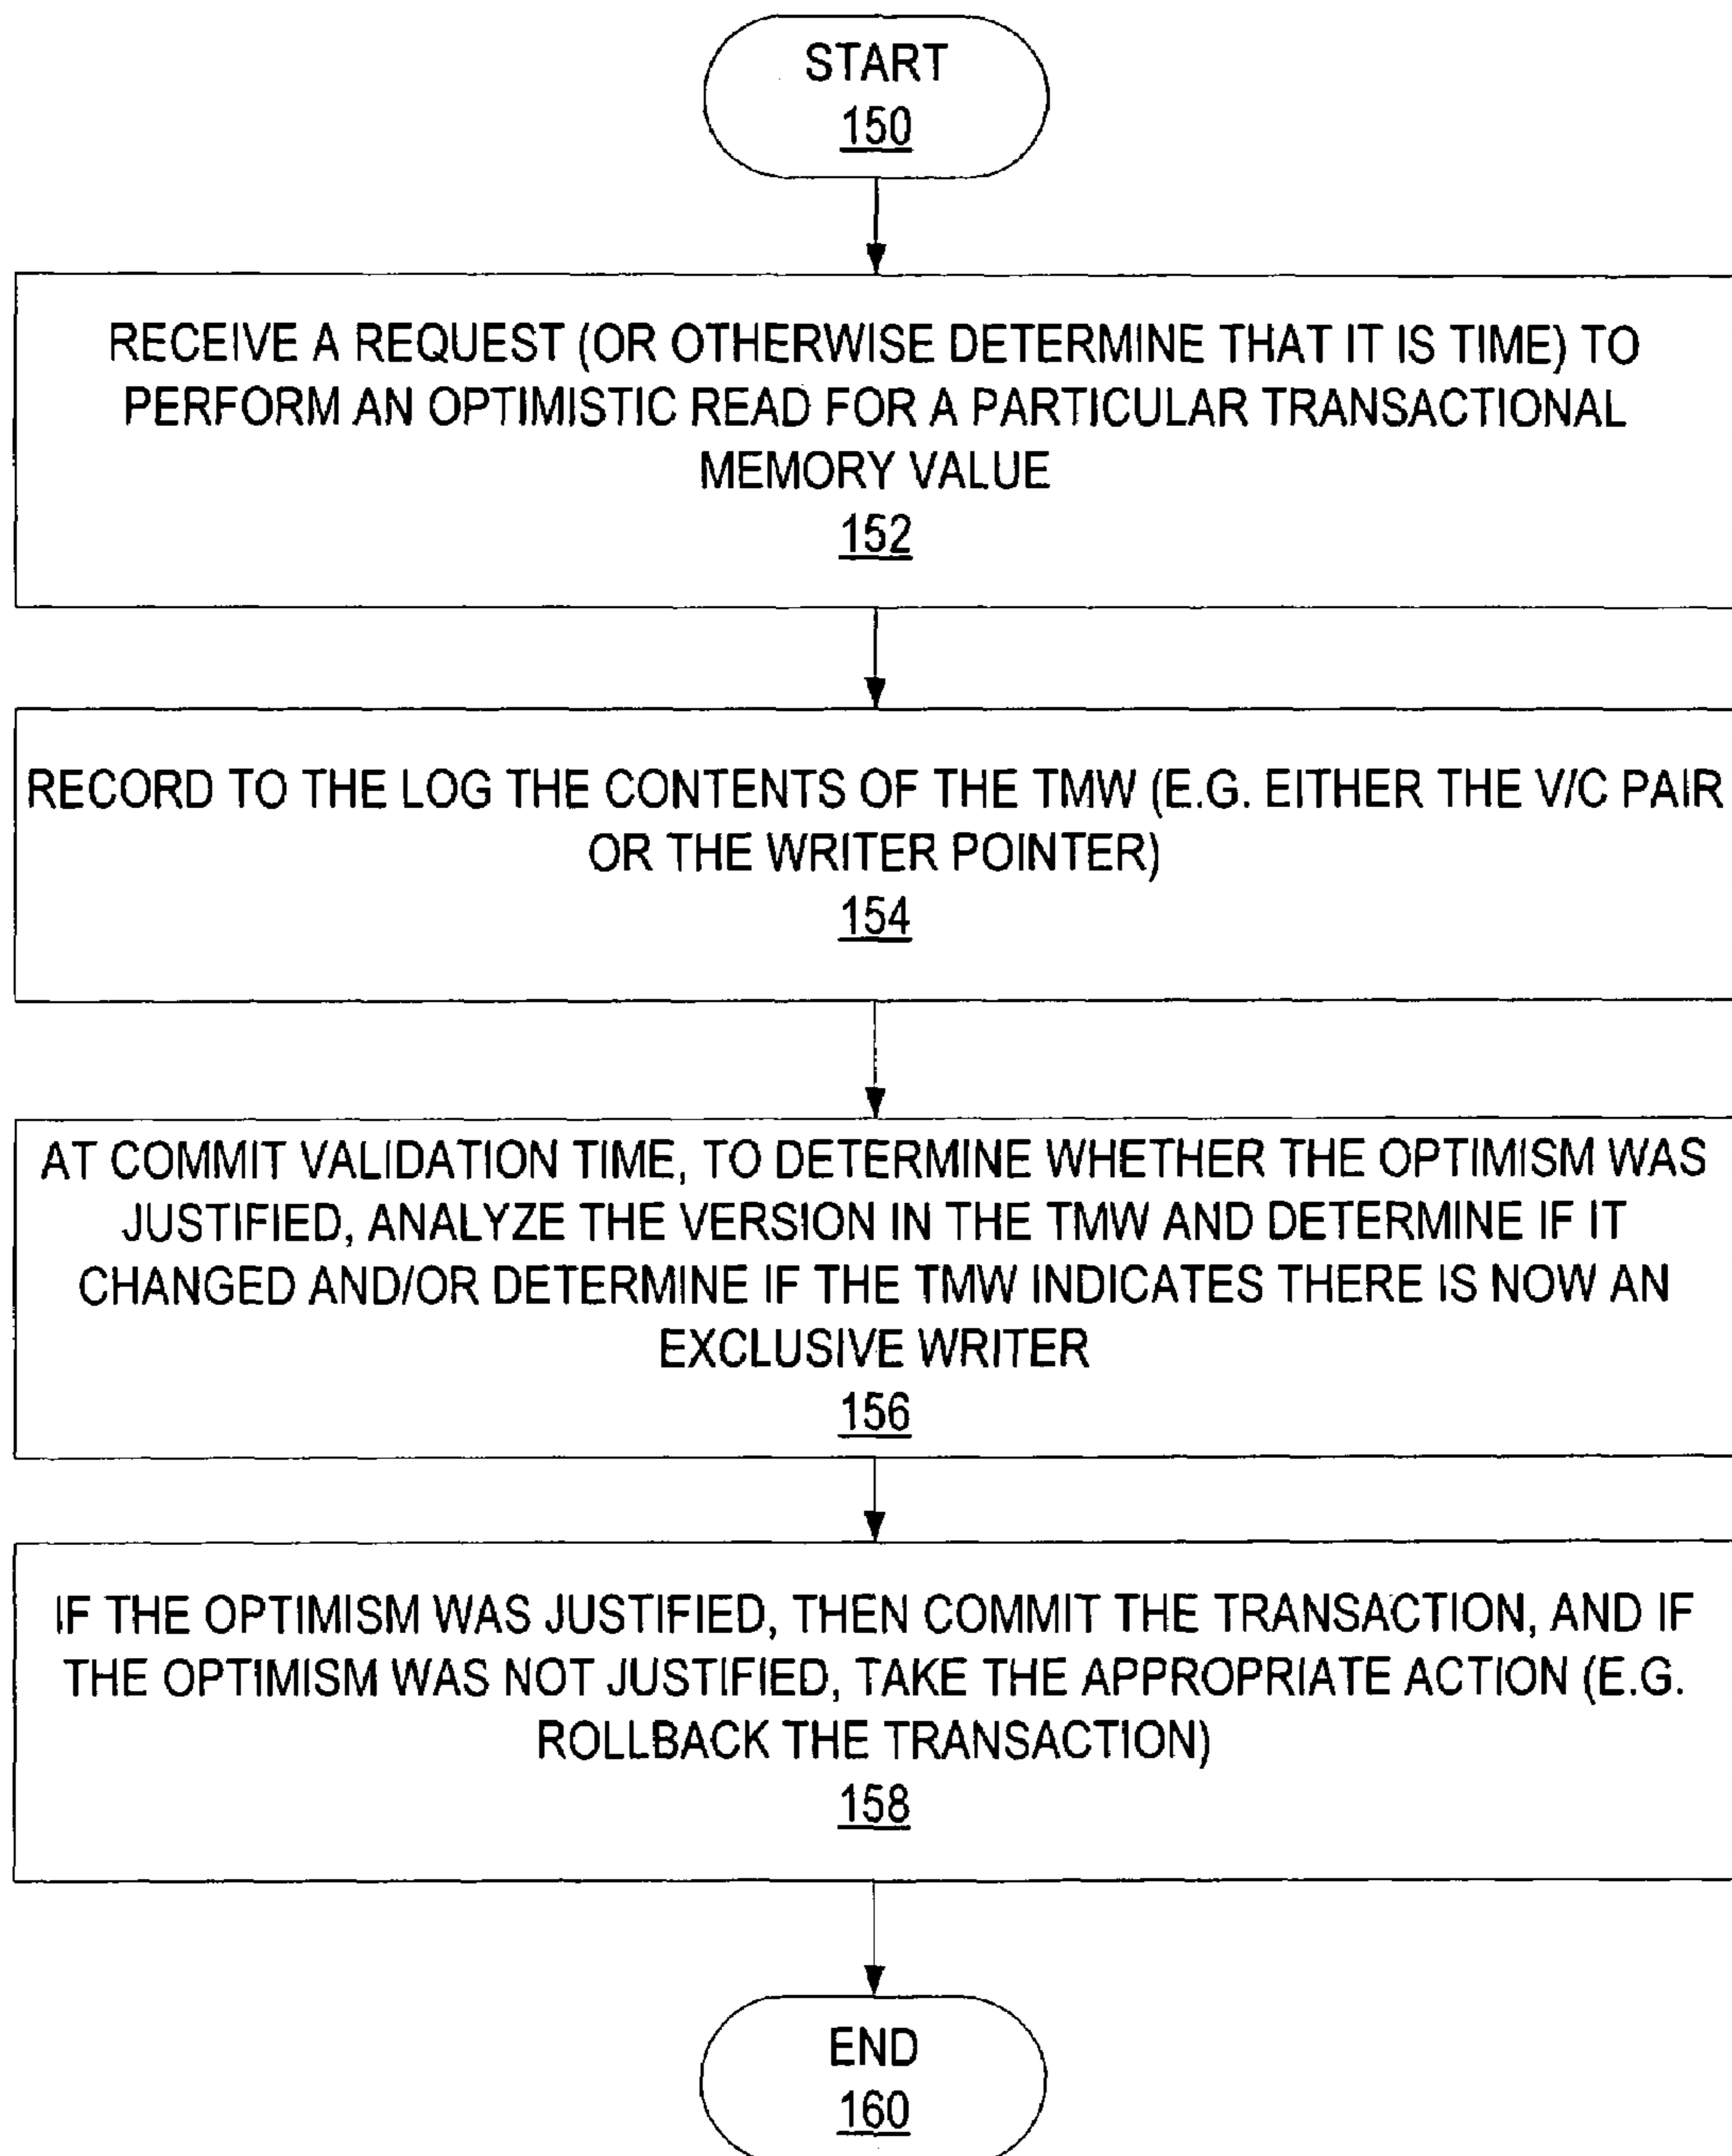 START
150
RECEIVE A REQUEST (OR OTHERWISE DETERMINE THAT IT IS TIME) TO
PERFORM AN OPTIMISTIC READ FOR A PARTICULAR TRANSACTIONAL
MEMORY VALUE
152
RECORD TO THE LOG THE CONTENTS OF THE TMW (E.G. EITHER THE V/C PAIR
OR THE WRITER POINTER)
154
AT COMMIT VALIDATION TIME, TO DETERMINE WHETHER THE OPTIMISM WAS
JUSTIFIED, ANALYZE THE VERSION IN THE TMW AND DETERMINE IF IT
CHANGED AND/OR DETERMINE IF THE TMW INDICATES THERE IS NOW AN
EXCLUSIVE WRITER
156
IF THE OPTIMISM WAS JUSTIFIED, THEN COMMIT THE TRANSACTION, AND IF
THE OPTIMISM WAS NOT JUSTIFIED, TAKE THE APPROPRIATE ACTION (E.G.
ROLLBACK THE TRANSACTION)
158
END
160